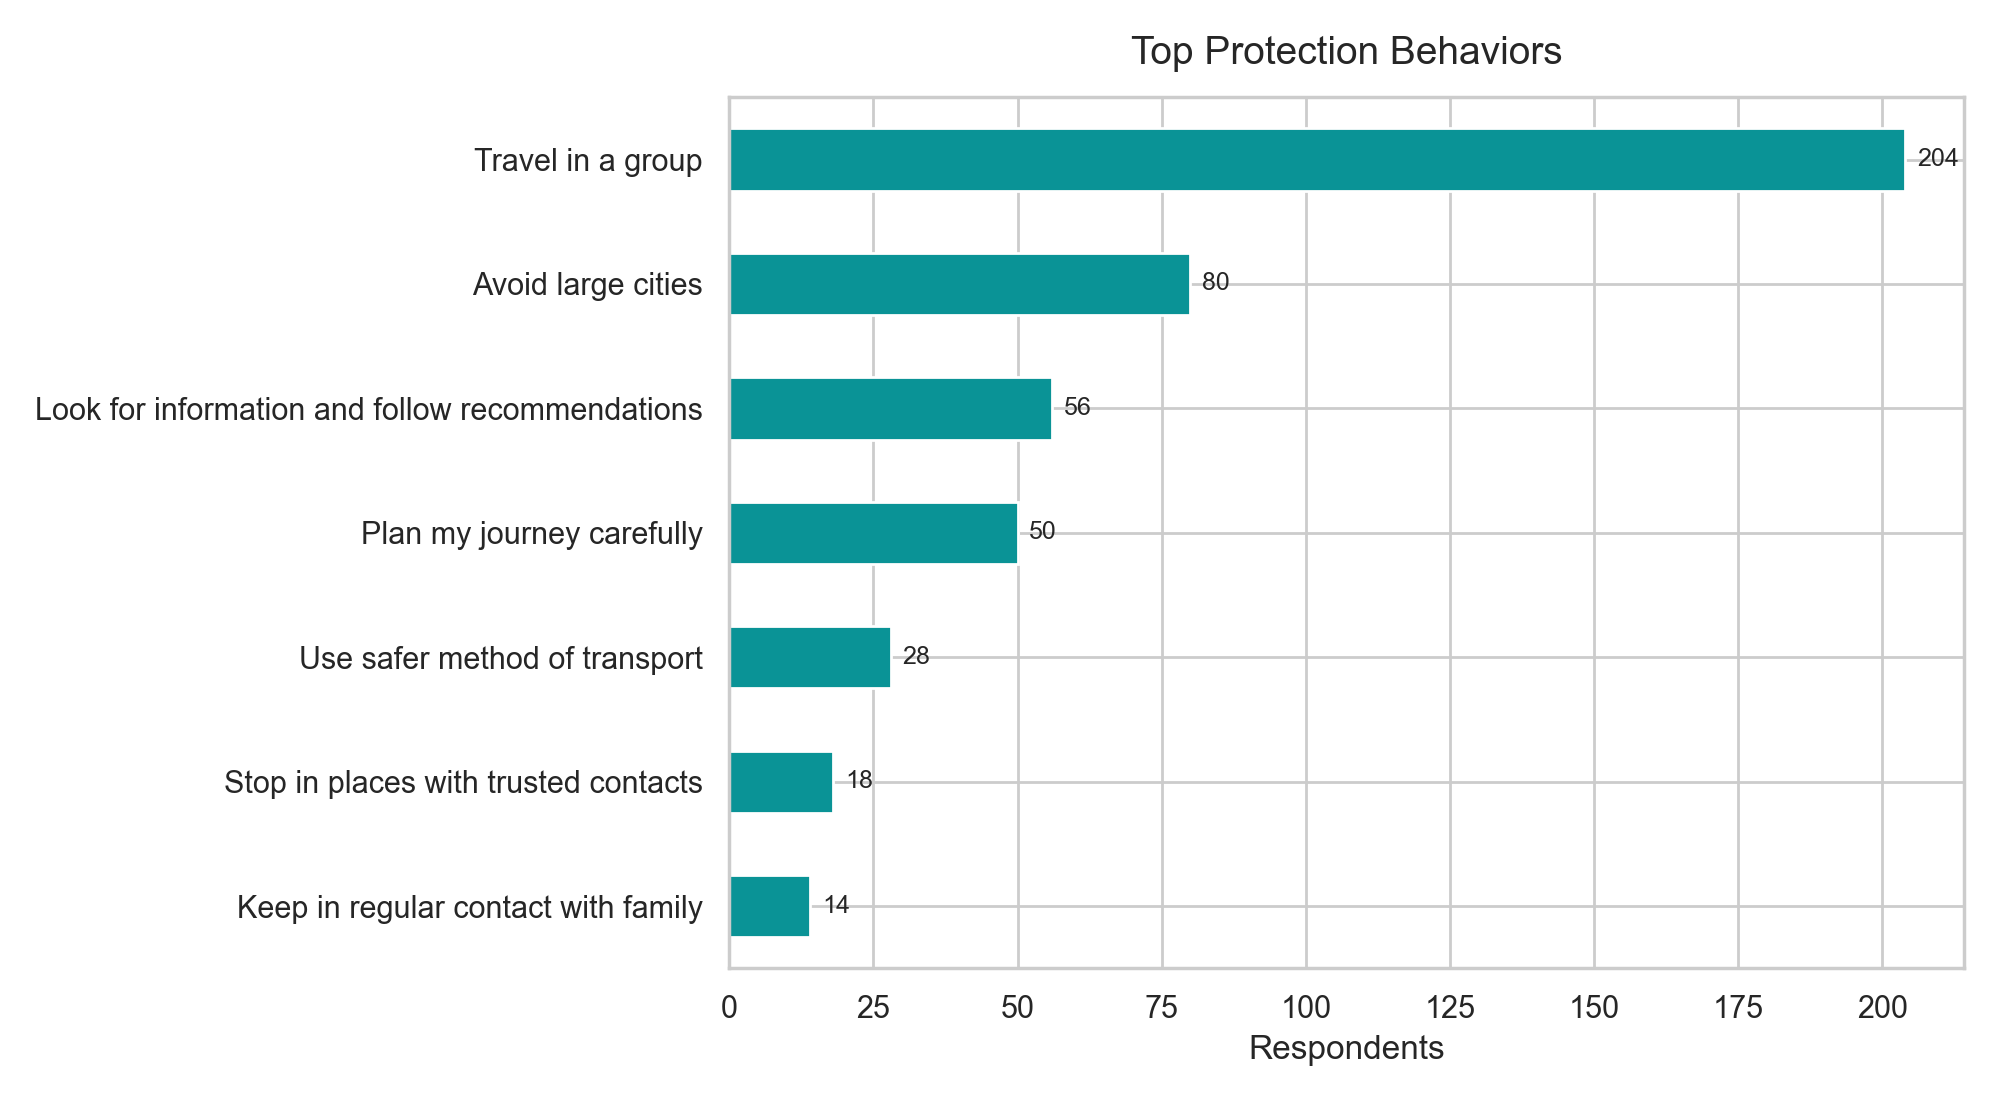 Top Protection Behaviors
Travel in a group
204
Avoid large cities
80
Look for information and follow recommendations
56
Plan my journey carefully
50
Use safer method of transport
28
Stop in places with trusted contacts
18
Keep in regular contact with family
14
0 25 50 75 100 125 150 175 200
Respondents